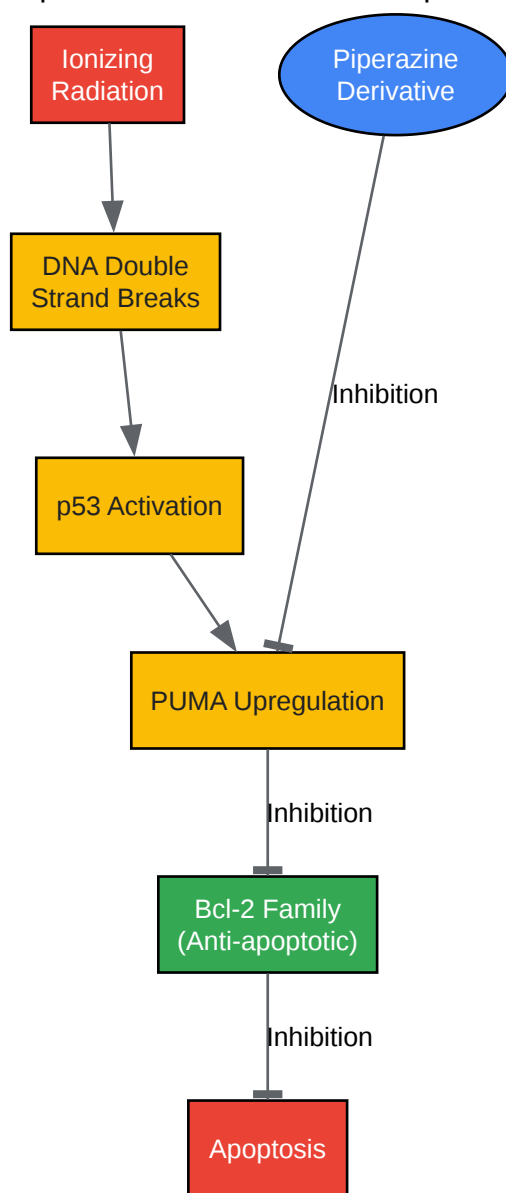 Ionizing
Radiation
Piperazine
Derivative
DNA Double
Strand Breaks
Inhibition
p53 Activation
PUMA Upregulation
Inhibition
Bcl-2 Family
(Anti-apoptotic)
Inhibition
Apoptosis